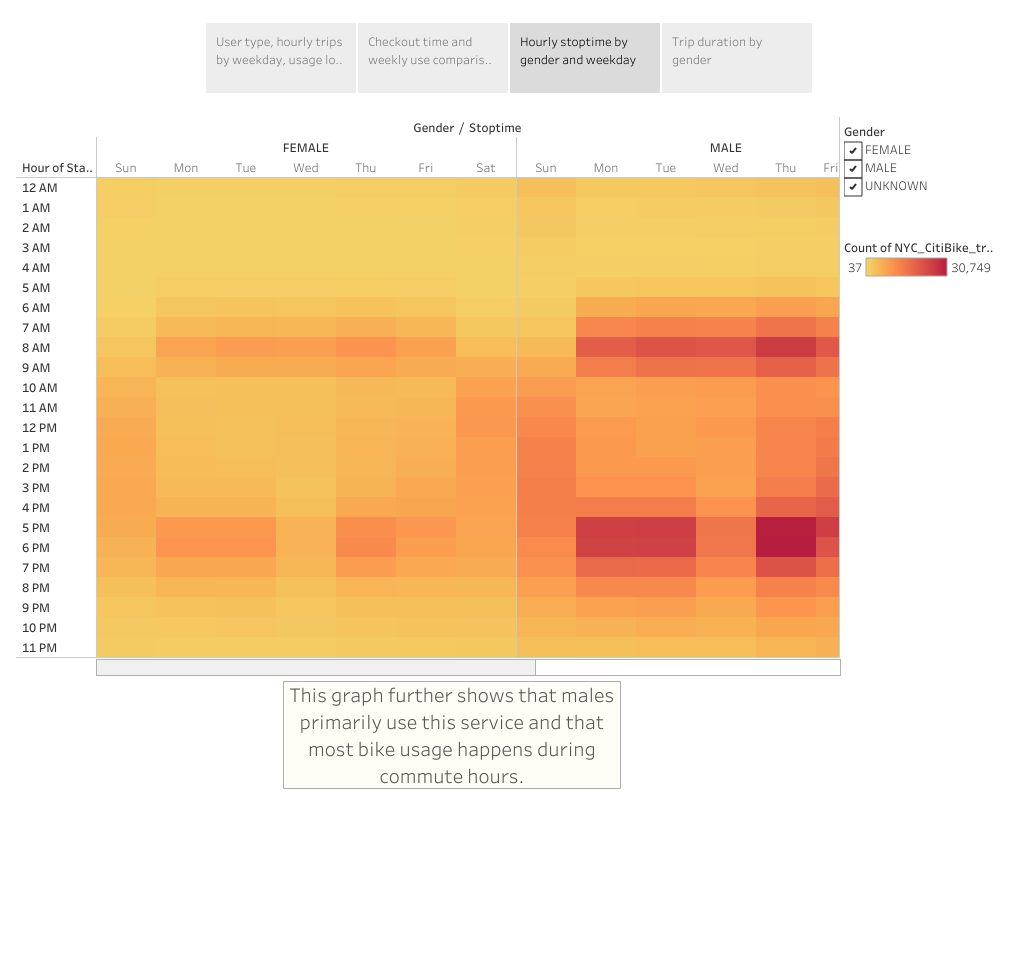 User type, hourly trips
by weekday, usage lo..
Checkout time and
weekly use comparis..
Hourly stoptime by
gender and weekday
Trip duration by
gender
Gender / Stoptime
FEMALE MALE
Hour of Sta.. Sun Mon Tue Wed Thu Fri Sat Sun Mon Tue Wed Thu Fri
12 AM
1 AM
2 AM
3 AM
4 AM
5 AM
6 AM
7 AM
8 AM
9 AM
10 AM
11 AM
12 PM
1 PM
2 PM
3 PM
4 PM
5 PM
6 PM
7 PM
8 PM
9 PM
10 PM
11 PM
Gender
FEMALE
MALE
UNKNOWN
Count of NYC_CitiBike_tr..
37 30,749
This graph further shows that males
primarily use this service and that
most bike usage happens during
commute hours.